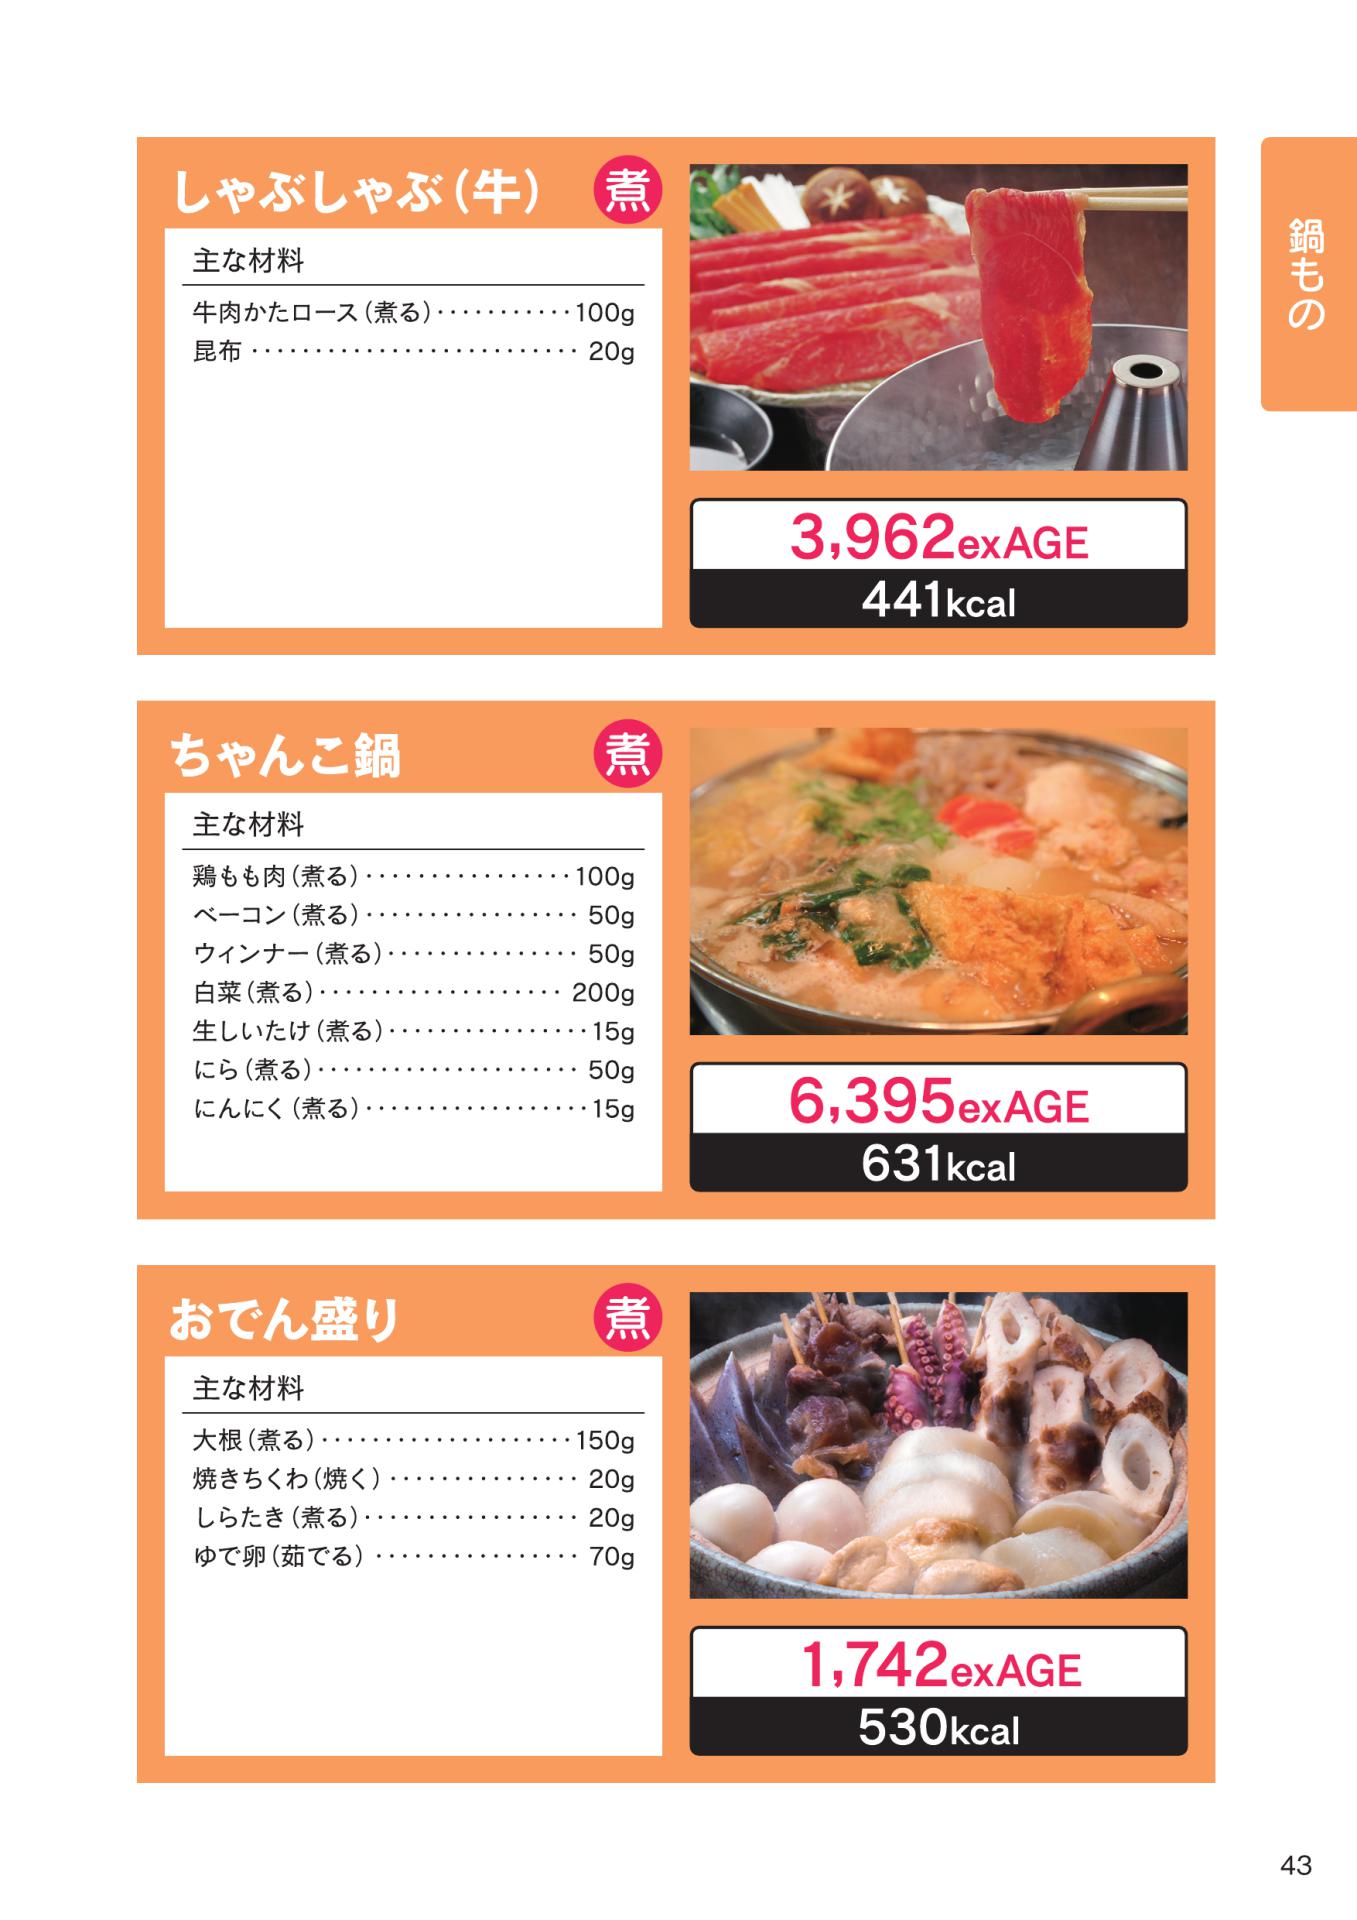 鍋もの
しゃぶしゃぶ（牛） 煮
主な材料
牛肉かたロース（煮る）・・・・・・・・・・・100g
昆布・・・・・・・・・・・・・・・・・・・・・・・・・・ 20g
3,962exAGE
441kcal
ちゃんこ鍋 煮
主な材料
鶏もも肉（煮る）・・・・・・・・・・・・・・・・100g
ベーコン（煮る）・・・・・・・・・・・・・・・・・ 50g
ウィンナー（煮る）・・・・・・・・・・・・・・・ 50g
白菜（煮る）・・・・・・・・・・・・・・・・・・・ 200g
生しいたけ（煮る）・・・・・・・・・・・・・・・・15g
にら（煮る）・・・・・・・・・・・・・・・・・・・・・ 50g
にんにく（煮る）・・・・・・・・・・・・・・・・・・15g
6,395exAGE
631kcal
おでん盛り 煮
主な材料
大根（煮る）・・・・・・・・・・・・・・・・・・・・150g
焼きちくわ（焼く）・・・・・・・・・・・・・・・ 20g
しらたき（煮る）・・・・・・・・・・・・・・・・・ 20g
ゆで卵（茹でる）・・・・・・・・・・・・・・・・ 70g
1,742exAGE
530kcal
43